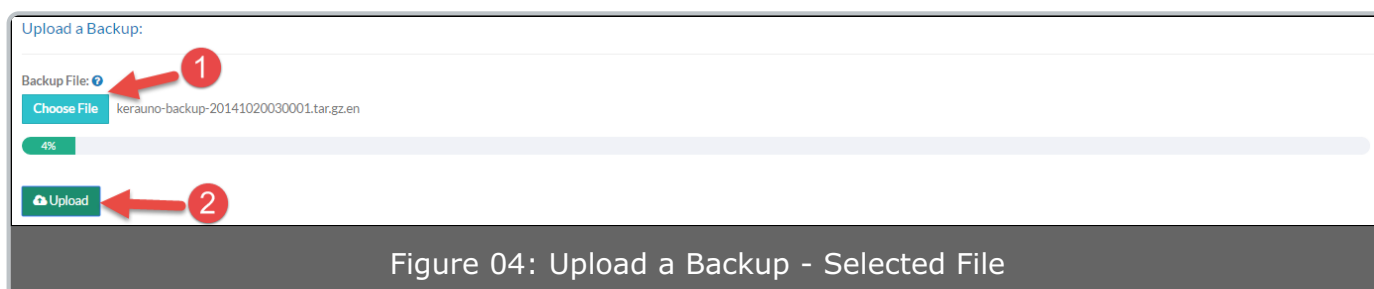 Upload a Backup:
1
Backup File: ?
Choose File kerauno-backup-20141020030001.tar.gz.en
4%
Upload 2
Figure 04: Upload a Backup - Selected File